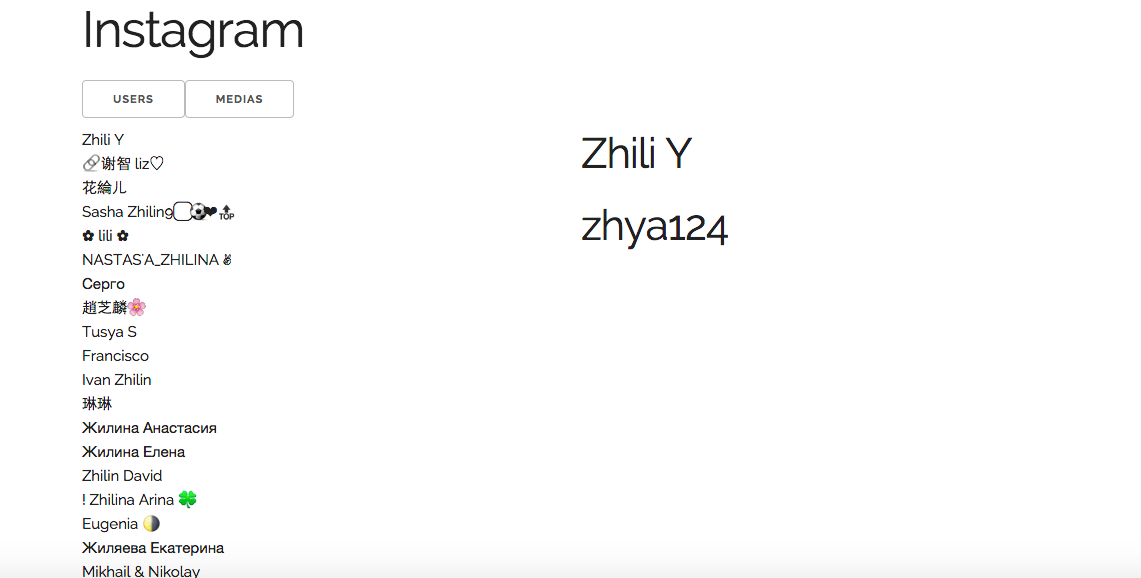 Instagram
USERS
MEDIAS
Zhili Y
🔗谢智 liz♡
花綸儿
Sasha Zhilin9⚽❤🔝
✿ lili ✿
NASTAS'A_ZHILINA ✌
Серго
趙芝麟🌸
Tusya S
Francisco
Ivan Zhilin
琳琳
Жилина Анастасия
Жилина Елена
Zhilin David
! Zhilina Arina 🍀
Eugenia 🌗
Жиляева Екатерина
Mikhail & Nikolay
Zhili Y
zhya124